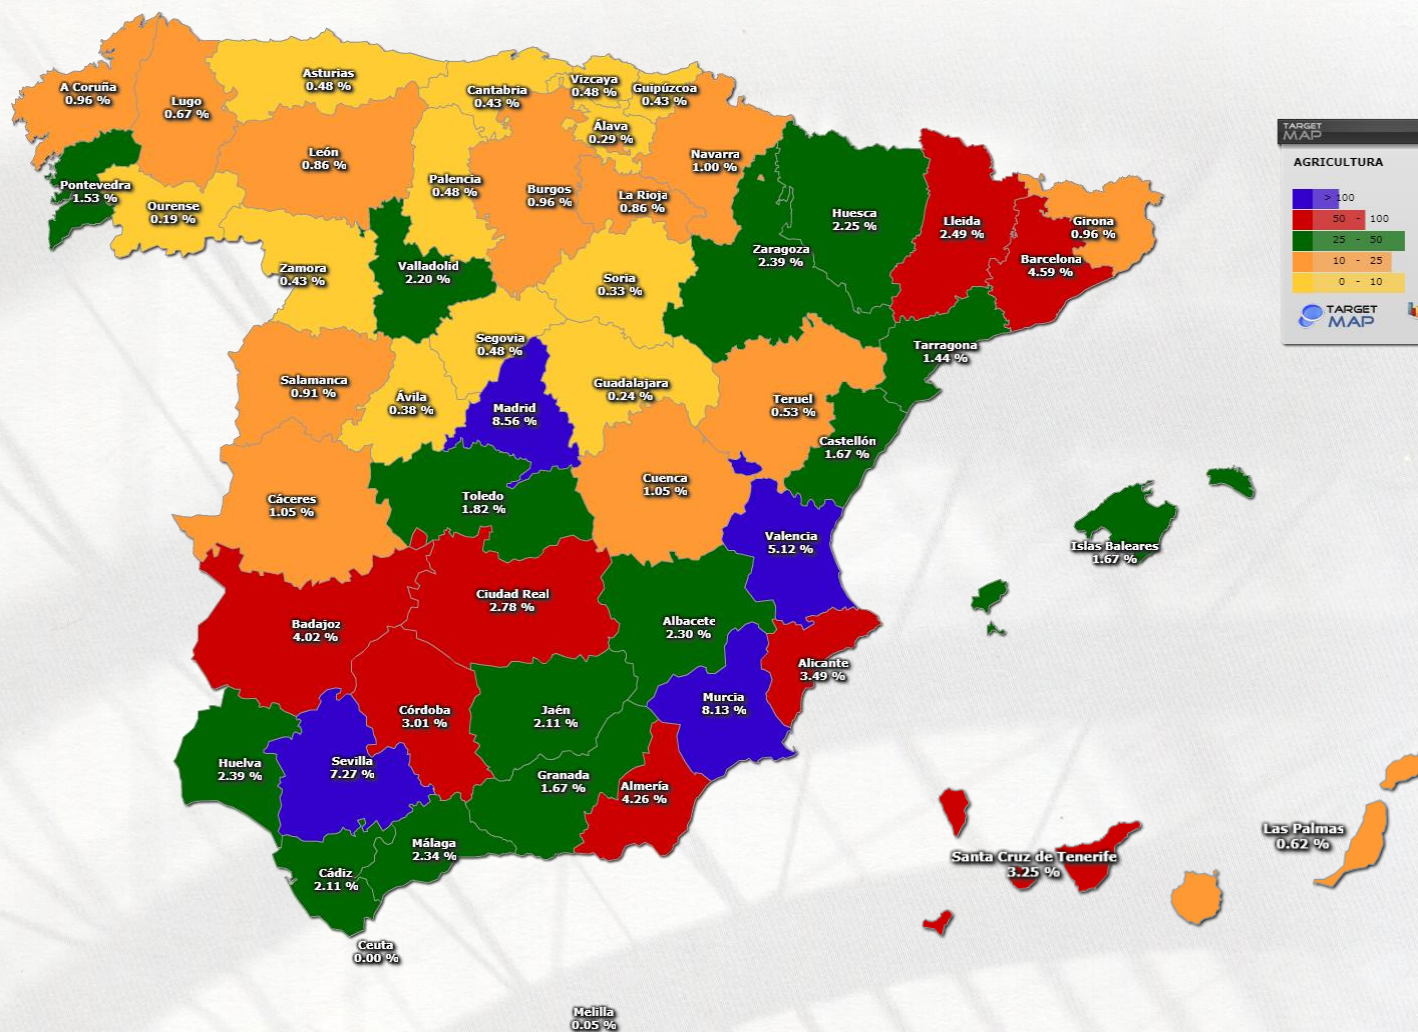 Asturias
0.48 %
A Coruña
0.96 %
Lugo
0.67 %
Cantabria
0.43 %
Vizcaya
0.48 %
Guipúzcoa
0.43 %
Álava
0.29 %
León
0.86 %
Palencia
0.48 %
Burgos
0.96 %
La Rioja
0.86 %
Navarra
1.00 %
Pontevedra
1.53 %
Ourense
0.19 %
Huesca
2.25 %
Lleida
2.49 %
Girona
0.96 %
Barcelona
4.59 %
Zaragoza
2.39 %
Zamora
0.43 %
Valladolid
2.20 %
Soria
0.33 %
Segovia
0.48 %
Tarragona
1.44 %
Salamanca
0.91 %
Ávila
0.38 %
Madrid
8.56 %
Guadalajara
0.24 %
Teruel
0.53 %
Castellón
1.67 %
Cáceres
1.05 %
Toledo
1.82 %
Cuenca
1.05 %
Valencia
5.12 %
Islas Baleares
1.67 %
Badajoz
4.02 %
Ciudad Real
2.78 %
Albacete
2.30 %
Alicante
3.49 %
Murcia
8.13 %
Córdoba
3.01 %
Jaén
2.11 %
Huelva
2.39 %
Sevilla
7.27 %
Granada
1.67 %
Almería
4.26 %
Málaga
2.34 %
Cádiz
2.11 %
Ceuta
0.00 %
Melilla
0.05 %
Santa Cruz de Tenerife
3.25 %
Las Palmas
0.62 %
TARGET
MAP
AGRICULTURA
> 100
50 - 100
25 - 50
10 - 25
0 - 10
TARGET
MAP